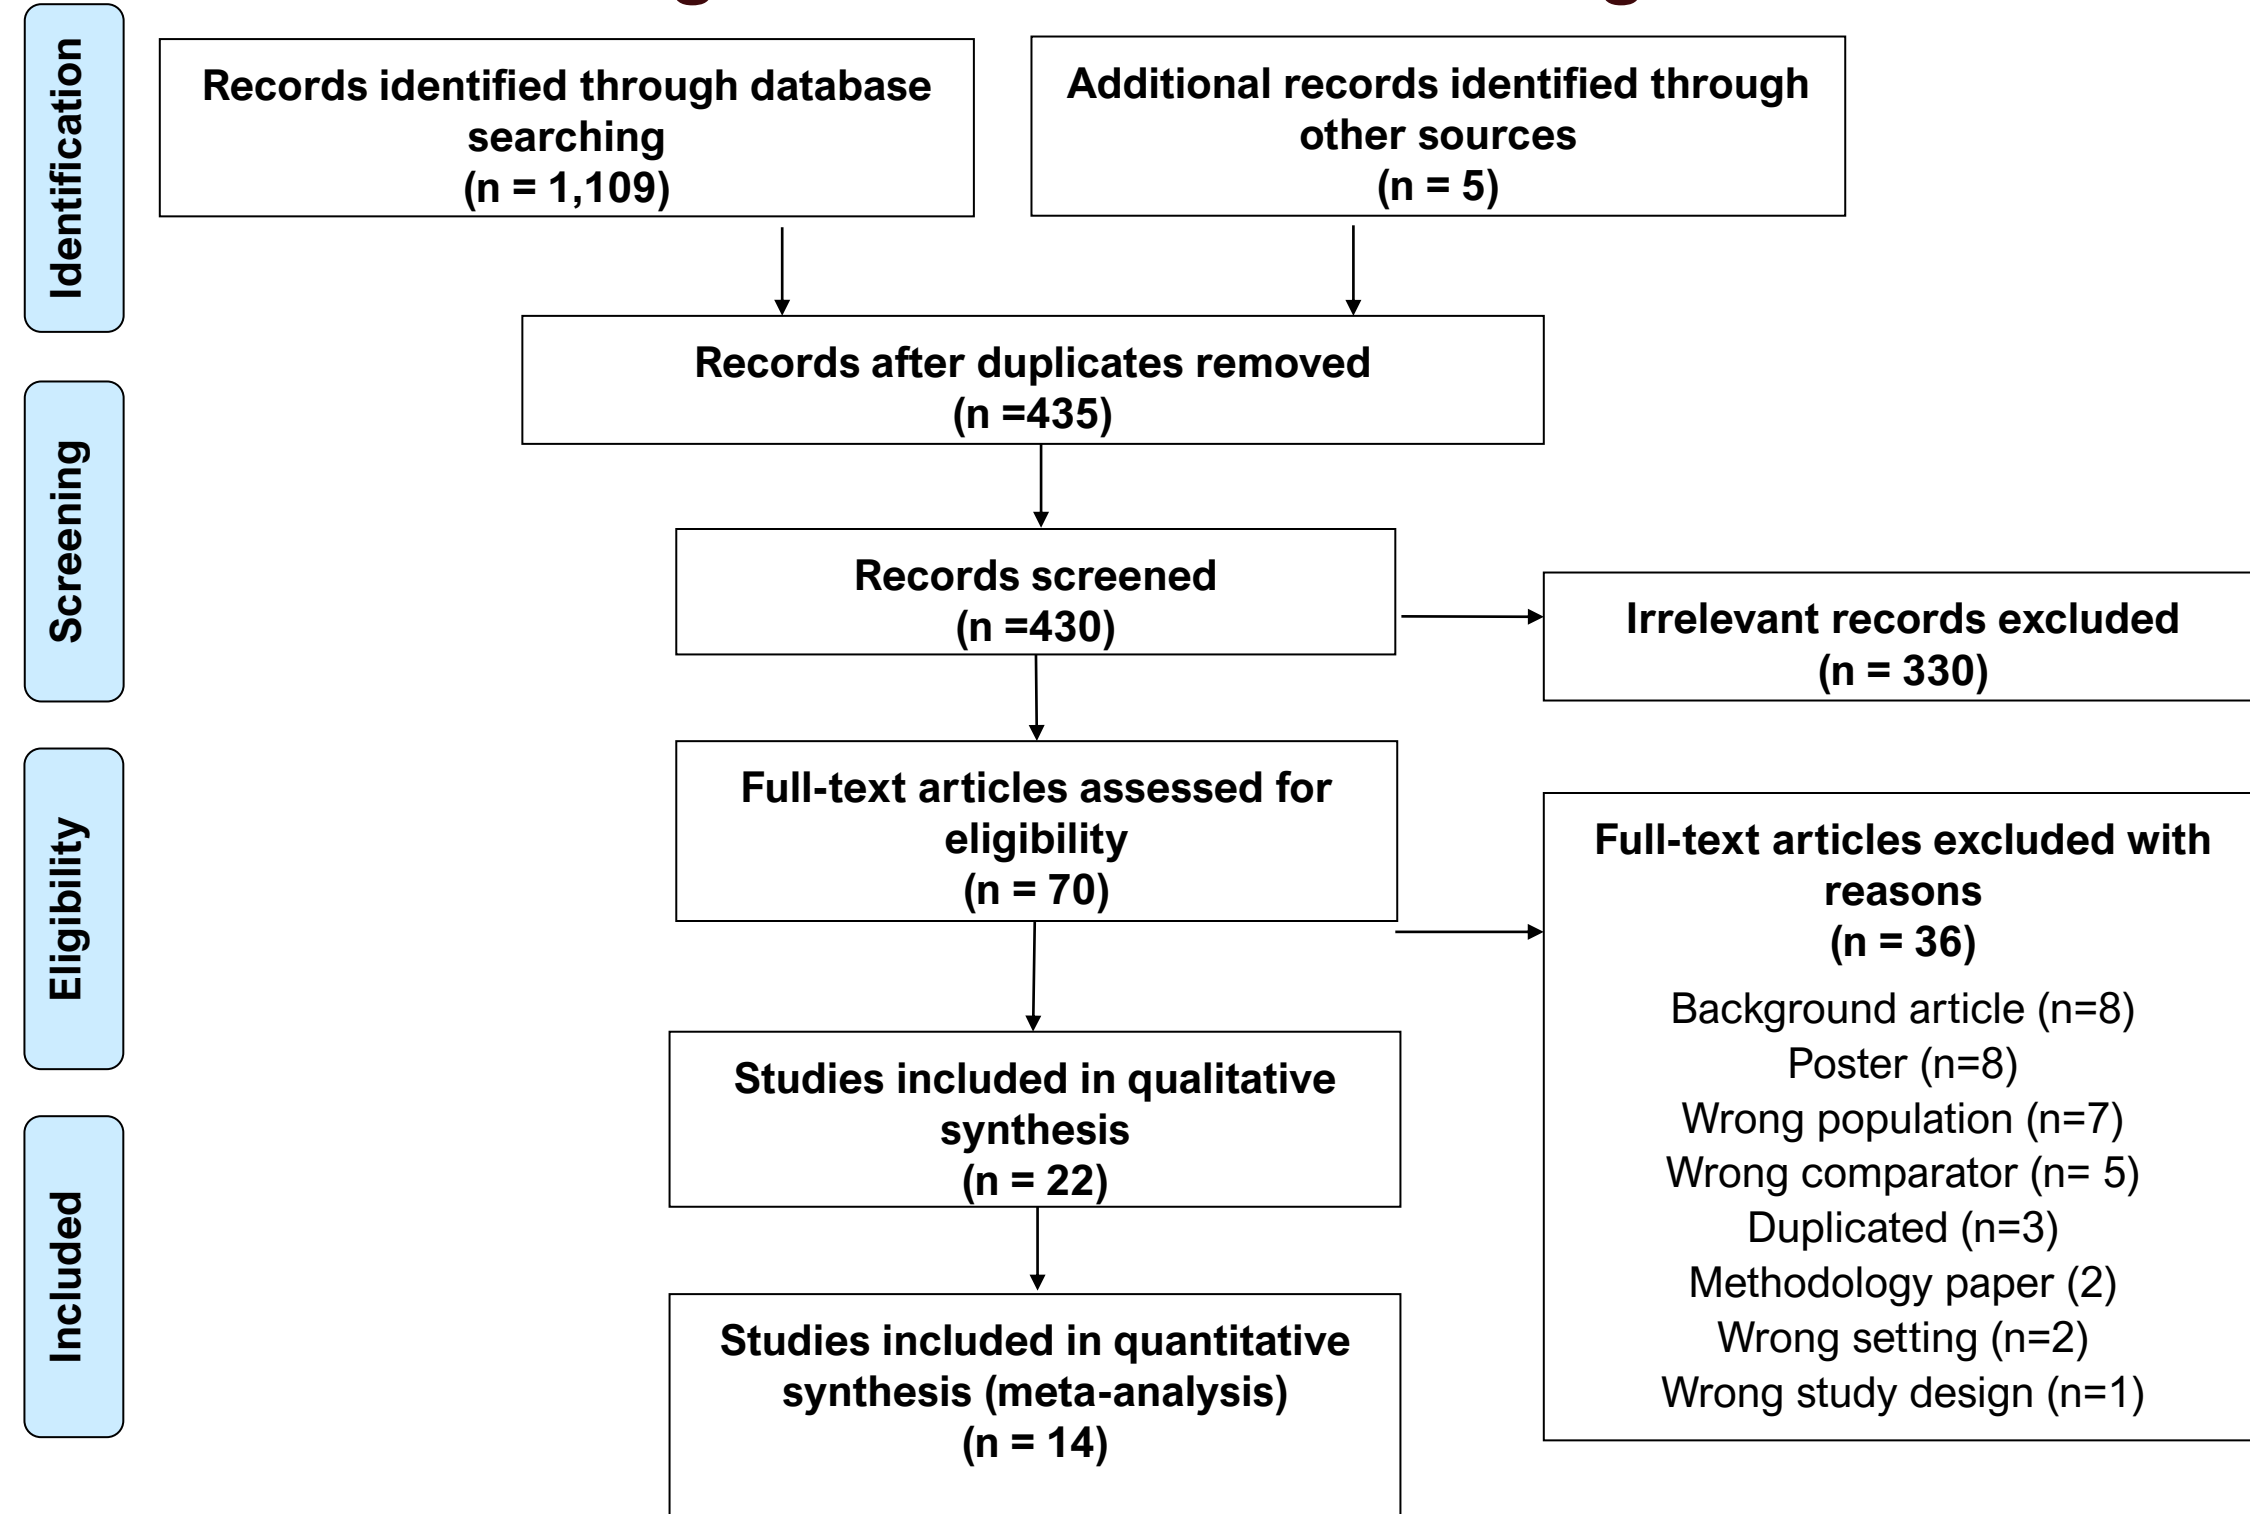 Identification
Records identified through database
searching
(n = 1,109)
Additional records identified through
other sources
(n = 5)
Records after duplicates removed
(n =435)
Screening
Records screened
(n =430)
Irrelevant records excluded
(n = 330)
Eligibility
Full-text articles assessed for
eligibility
(n = 70)
Full-text articles excluded with
reasons
(n = 36)
Background article (n=8)
Poster (n=8)
Wrong population (n=7)
Wrong comparator (n= 5)
Duplicated (n=3)
Methodology paper (2)
Wrong setting (n=2)
Wrong study design (n=1)
Included
Studies included in qualitative
synthesis
(n = 22)
Studies included in quantitative
synthesis (meta-analysis)
(n = 14)